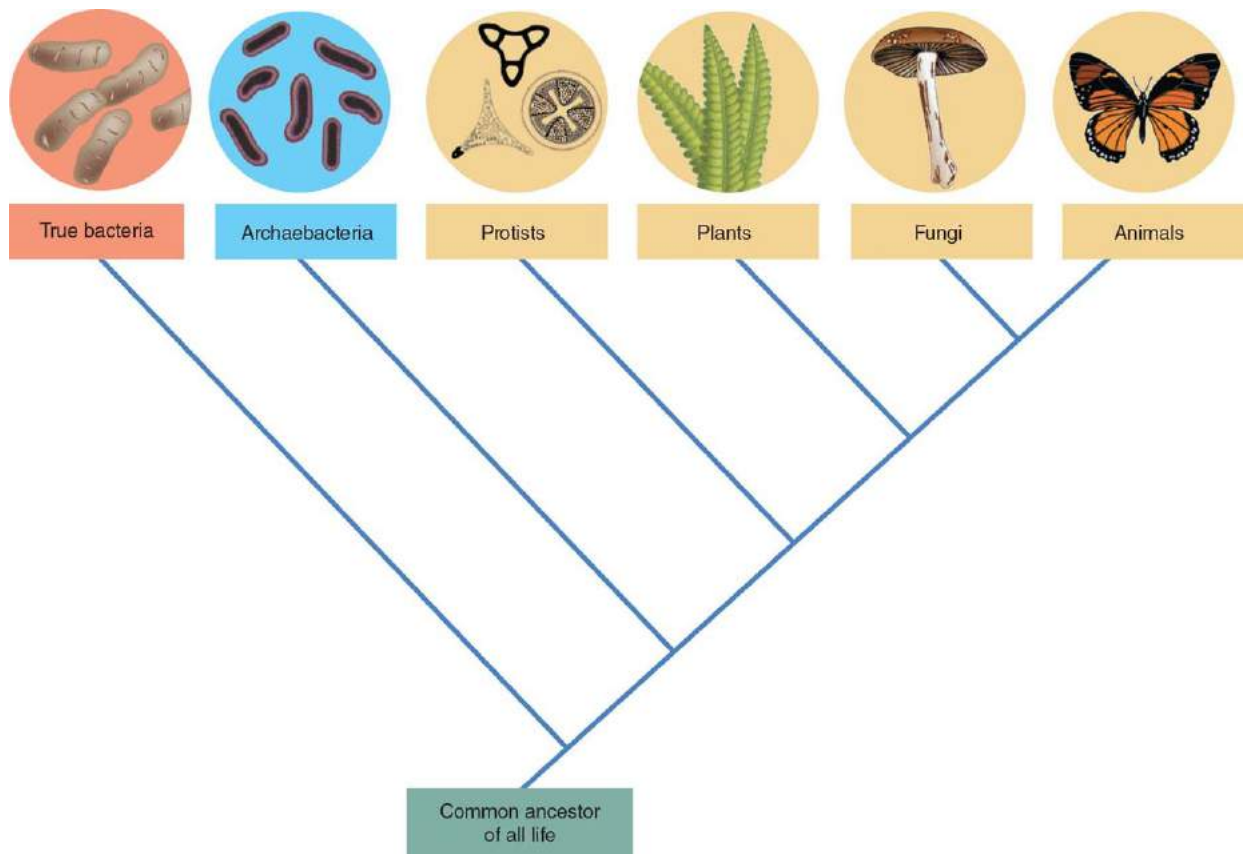 True bacteria
Archaebacteria
Protists
Plants
Fungi
Animals
Common ancestor
of all life